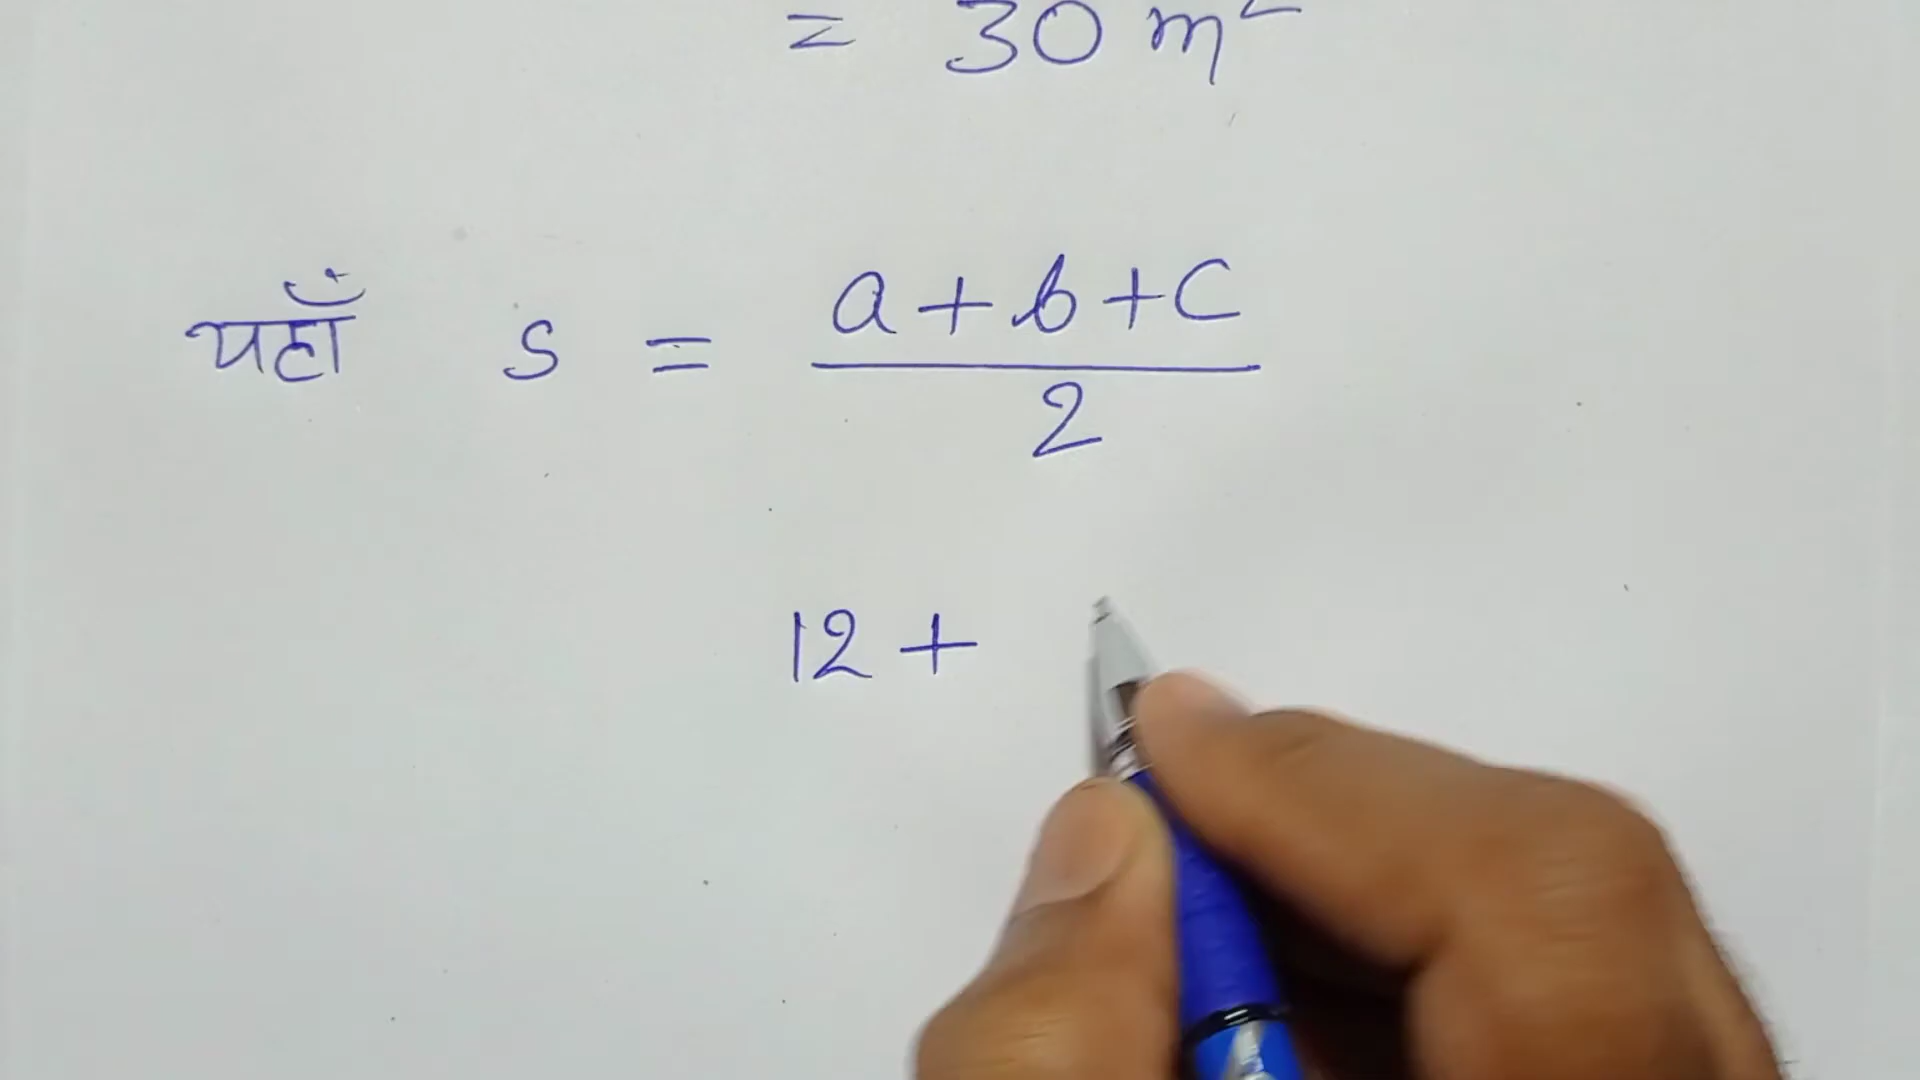 = 30 m²
यहाँ s = a + b + c
2
12 +